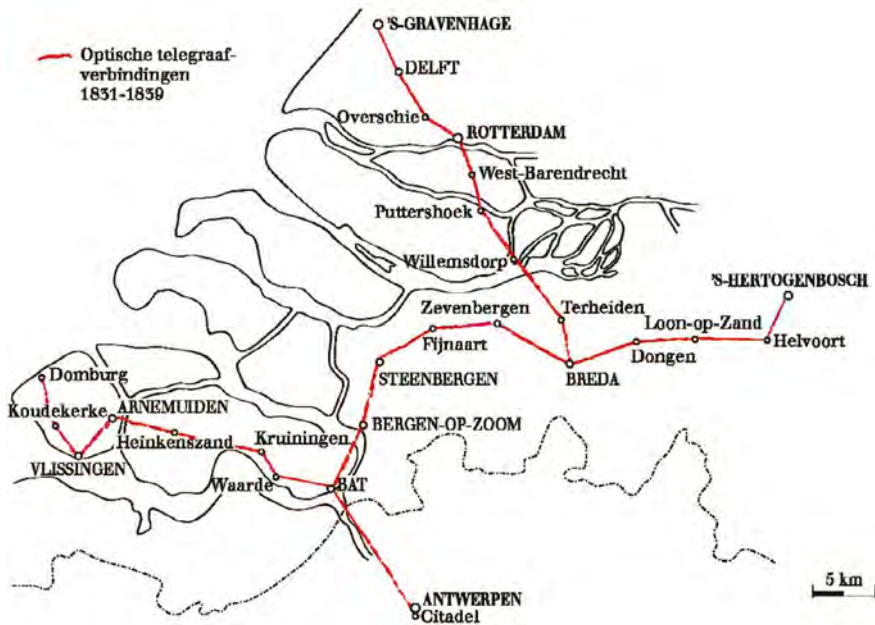 'S-GRAVENHAGE
Optische telegraaf-
verbindingen
1831-1839
DELFT
Overschie
ROTTERDAM
West-Barendrecht
Puttershoek
Willemsdorp
'S-HERTOGENBOSCH
Zevenbergen
Terheiden
Loon-op-Zand
Fijnaart
Dongen
Helvoort
STEENBERGEN
BREDA
Domburg
Koudekerke
ARNEMUIDEN
BERGEN-OP-ZOOM
Heinkenszand
Kruiningen
VLISSINGEN
Waarde
BAT
5 km
ANTWERPEN
Citadel